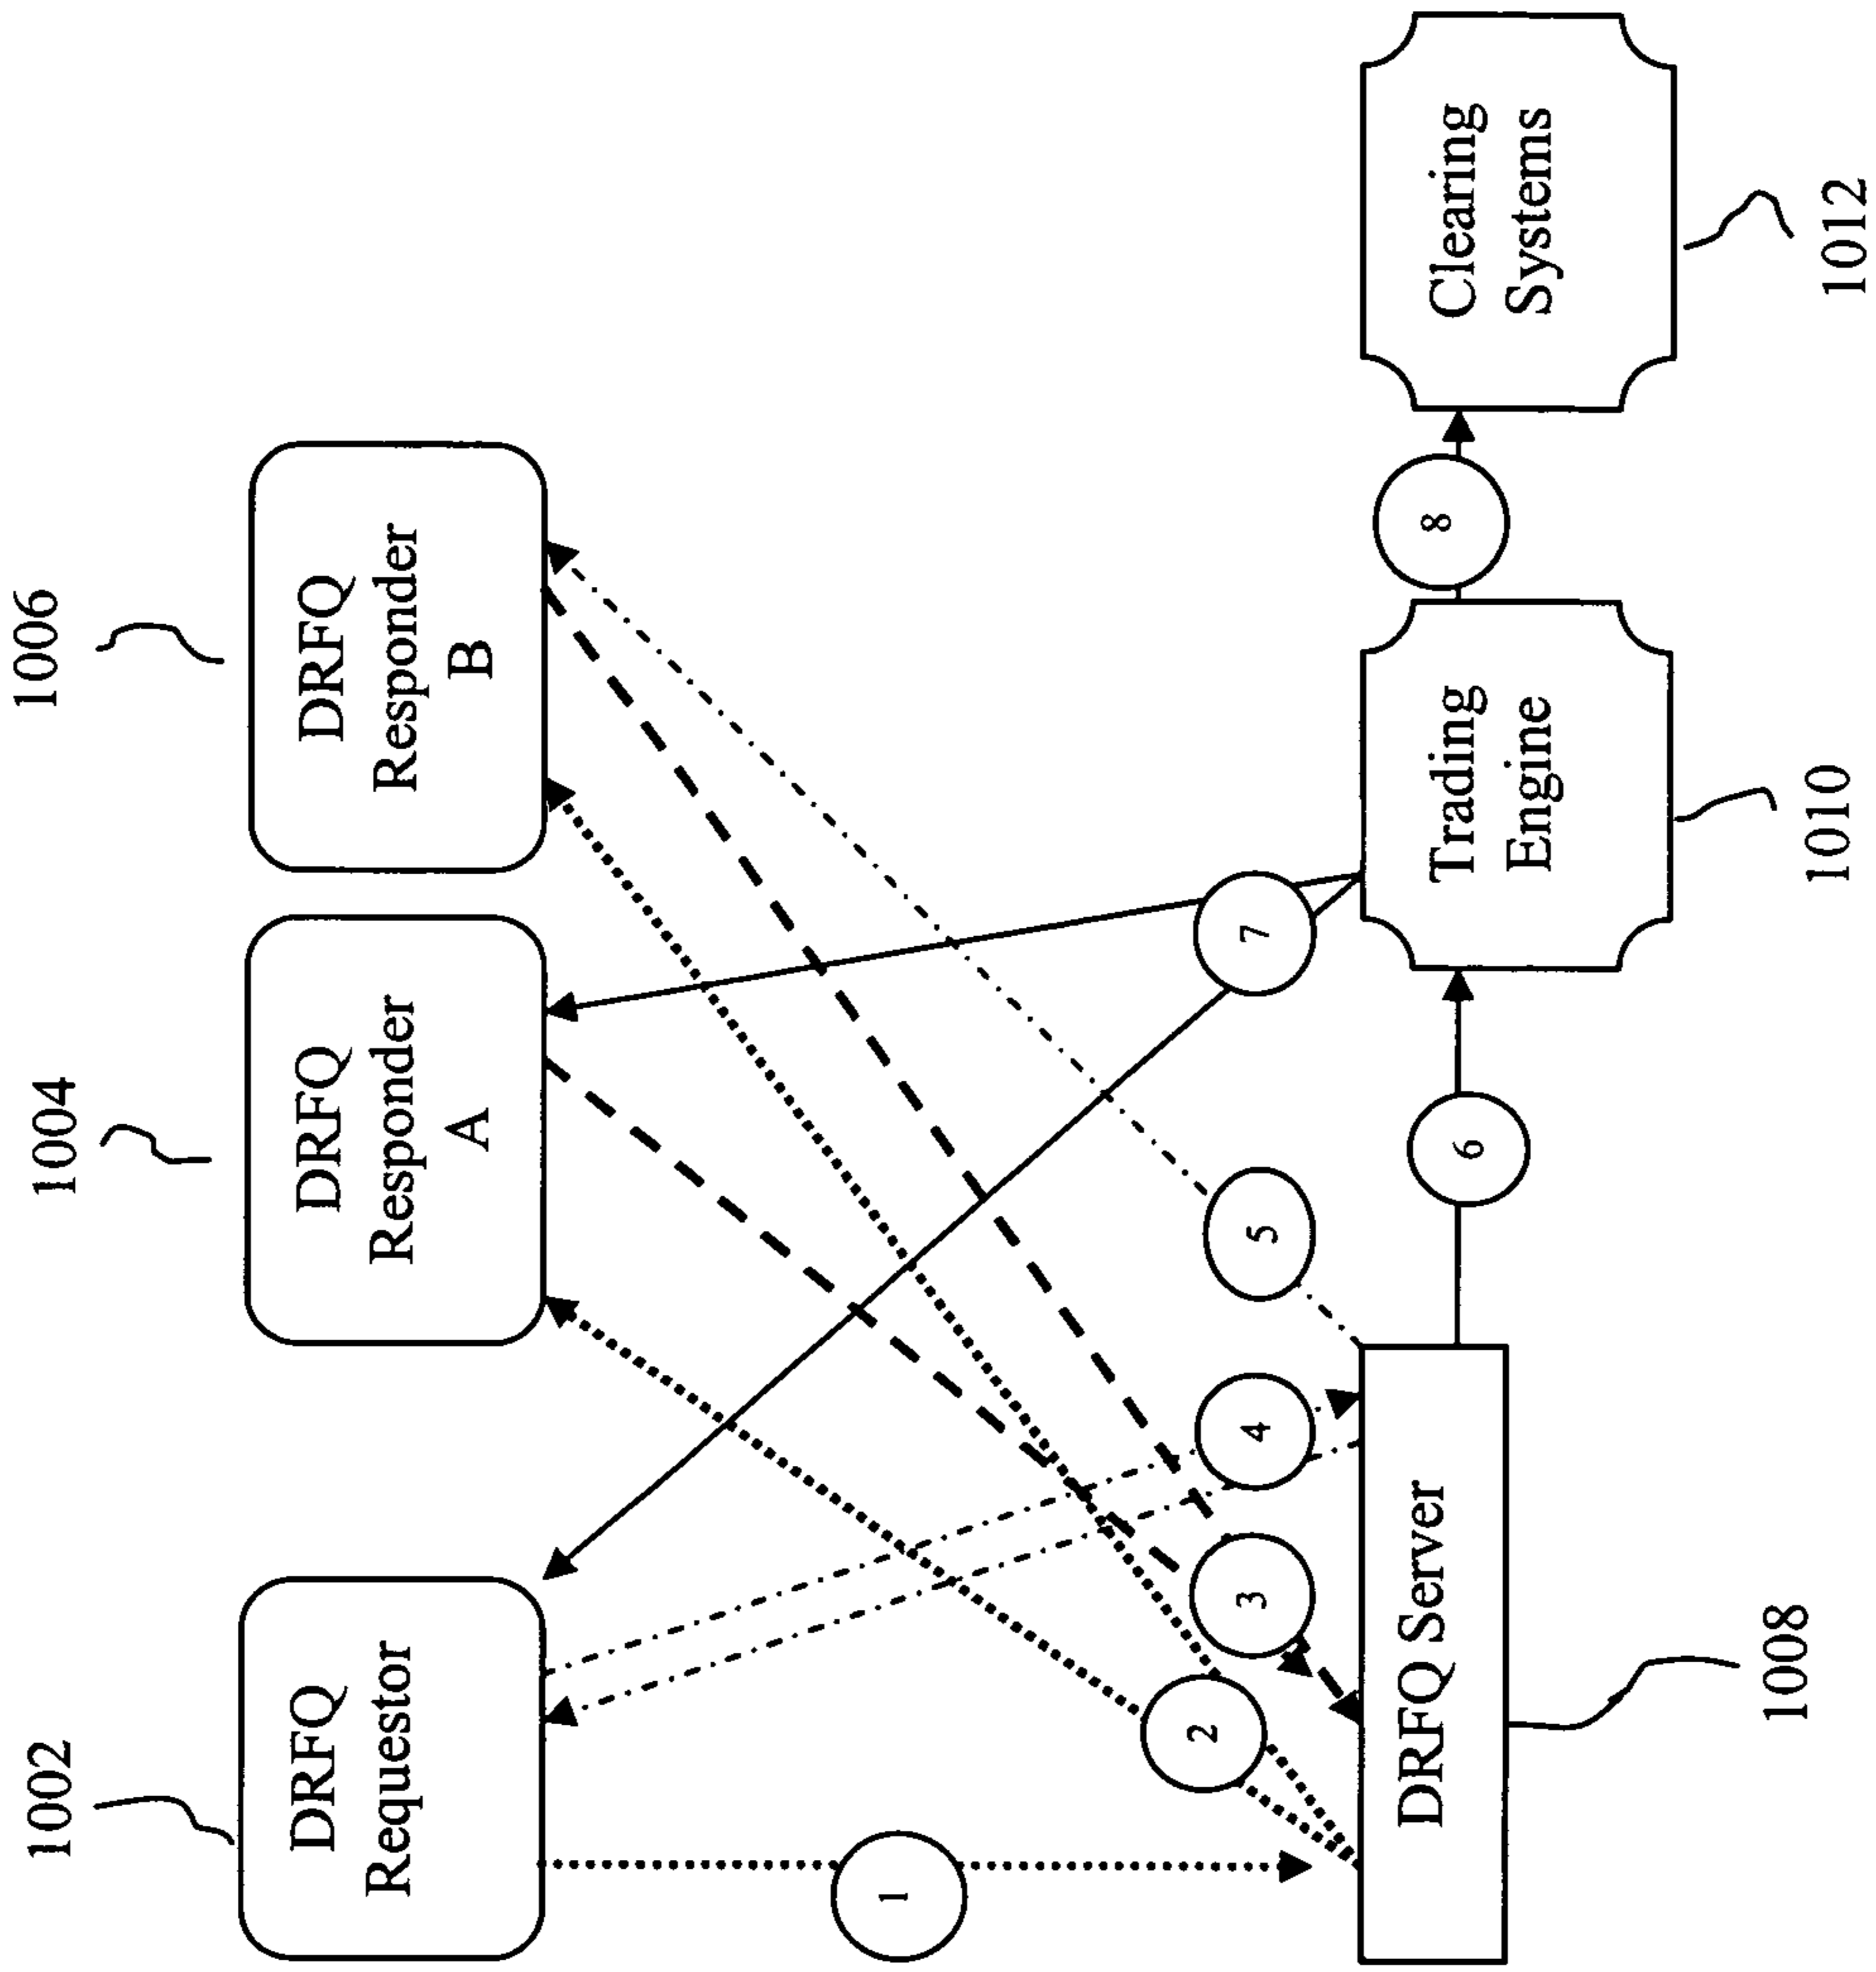 1002
1004
1006
DRFQ
Requestor
DRFQ
Responder
A
DRFQ
Responder
B
1
2
3
4
5
7
DRFQ Server
6
Trading
Engine
8
Clearing
Systems
1008
1010
1012